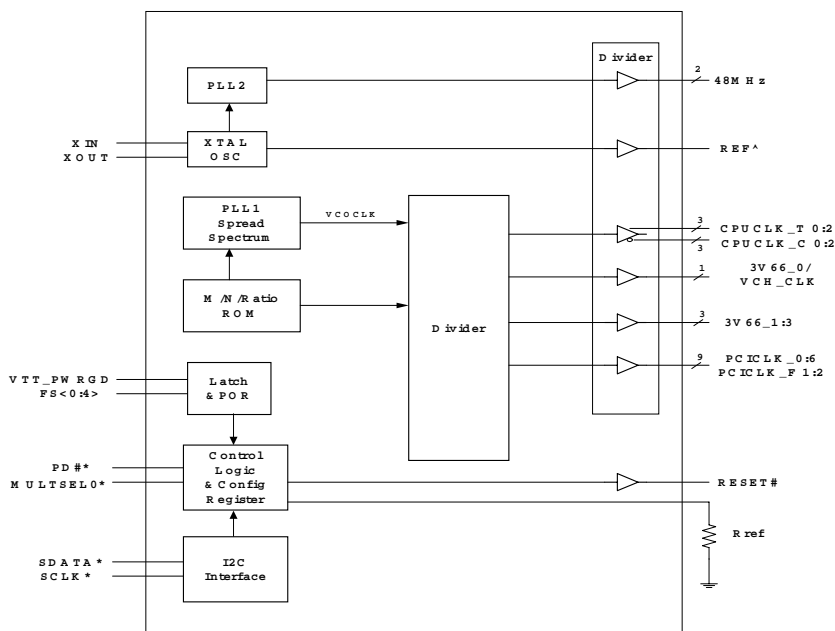 Divider
PLL2
2
48MHz
XIN
XOUT
XTAL
OSC
REF^
PLL1
Spread
Spectrum
VCOCLK
3
CPUCLK_T 0:2
CPUCLK_C 0:2
3
M/N/Ratio
ROM
1
3V66_0/
VCH_CLK
Divider
3
3V66_1:3
9
PCICLK_0:6
PCICLK_F1:2
VTT_PWRGD
FS<0:4>
Latch
& POR
PD#*
MULTSEL0*
Control
Logic
& Config
Register
RESET#
Rref
SDATA*
SCLK*
I2C
Interface